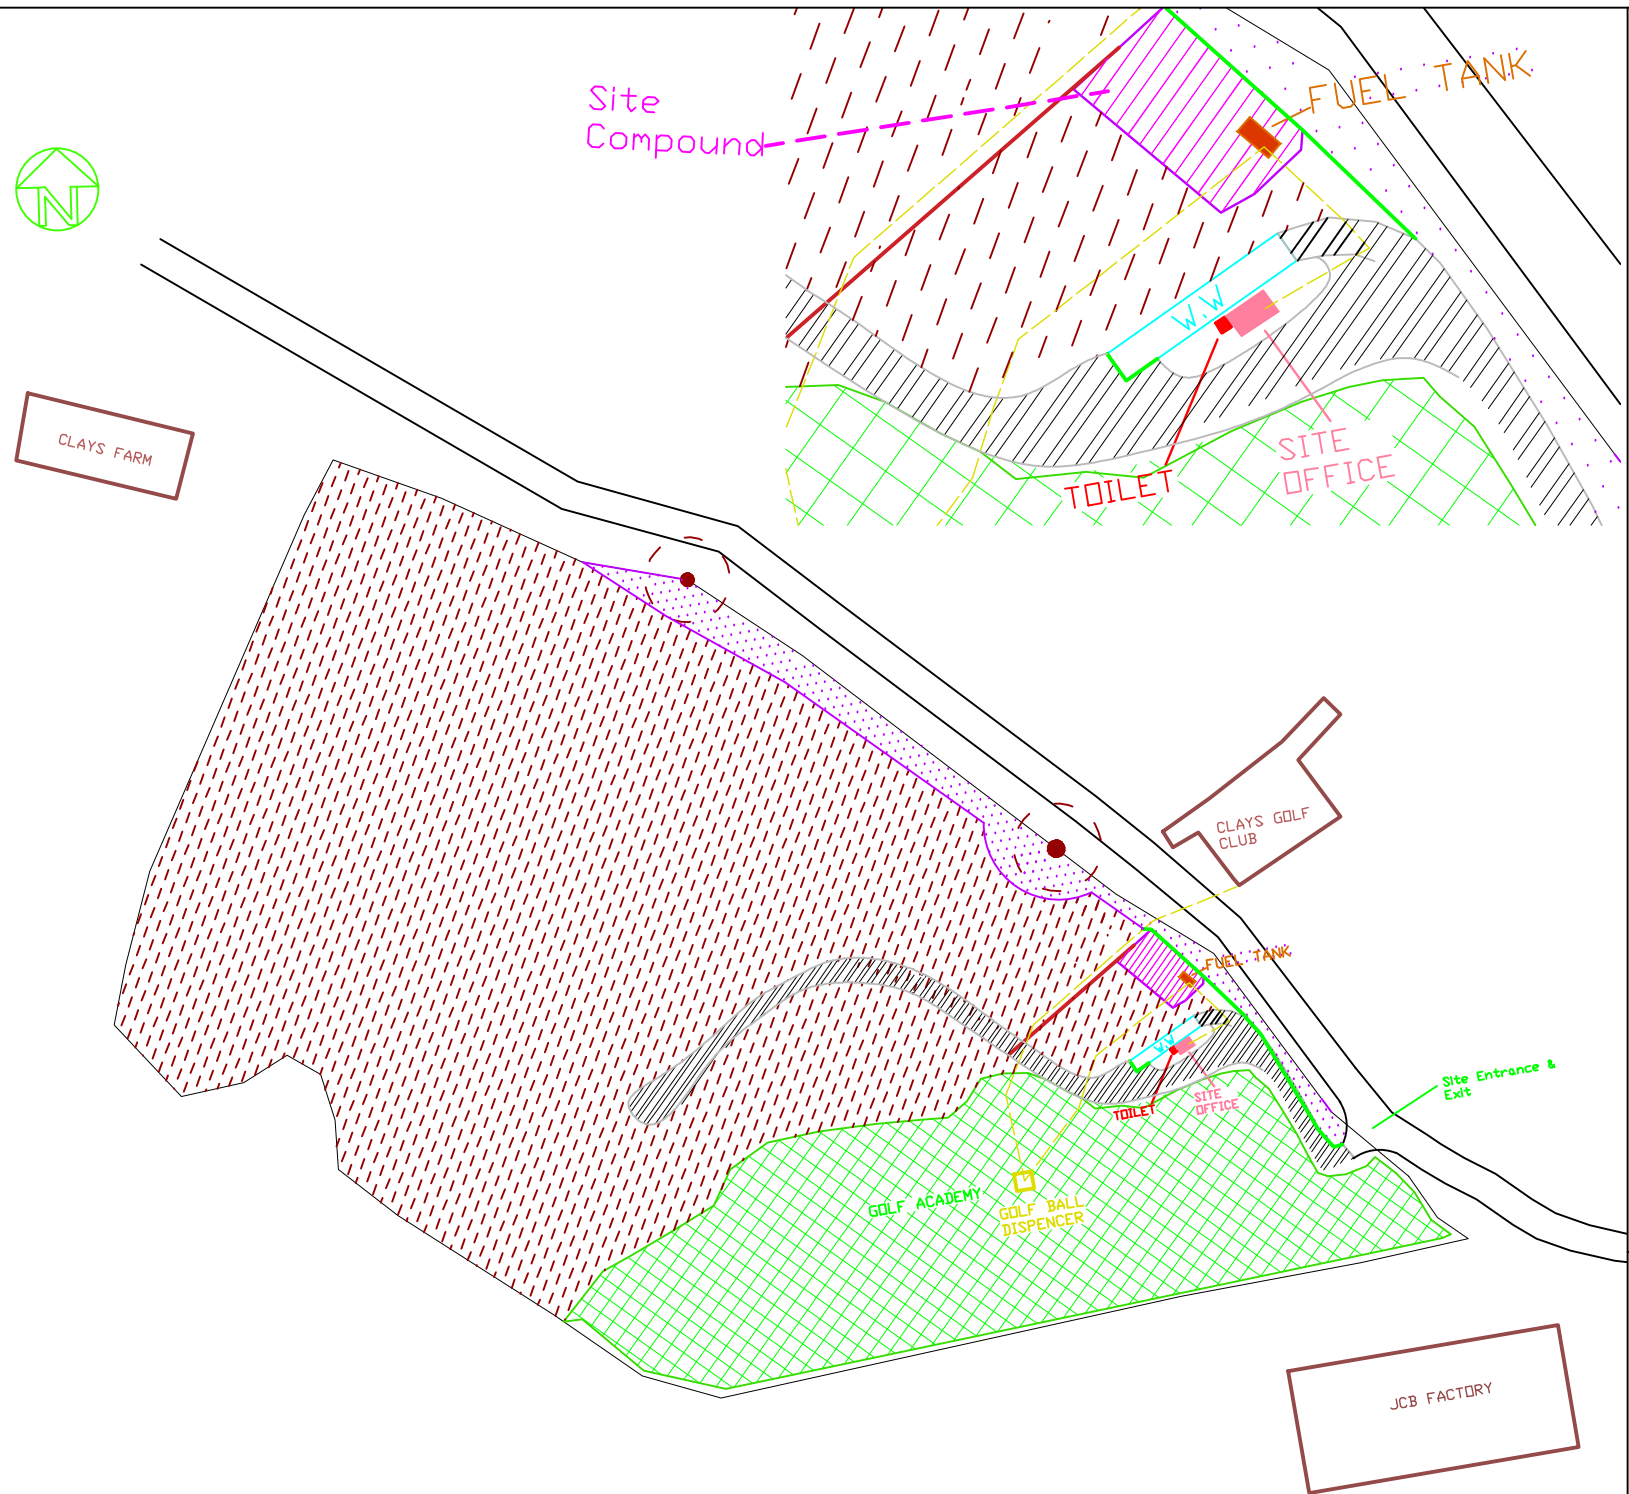 Site
Compound
FUEL TANK
N
W.W
SITE
OFFICE
TOILET
CLAYS FARM
CLAYS GOLF
CLUB
FUEL TANK
W.W
SITE
OFFICE
TOILET
Site Entrance &
Exit
GOLF ACADEMY
GOLF BALL
DISPENCER
JCB FACTORY